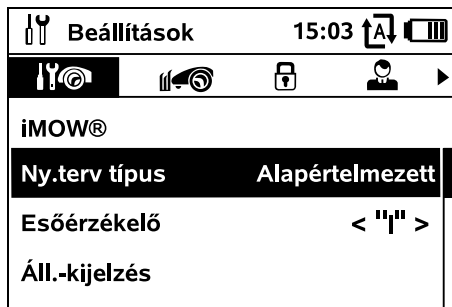 Beállítások 15:03 A
iMOW®
Ny.terv típus Alapértelmezett
Esőérzékelő < "I" >
Áll.-kijelzés